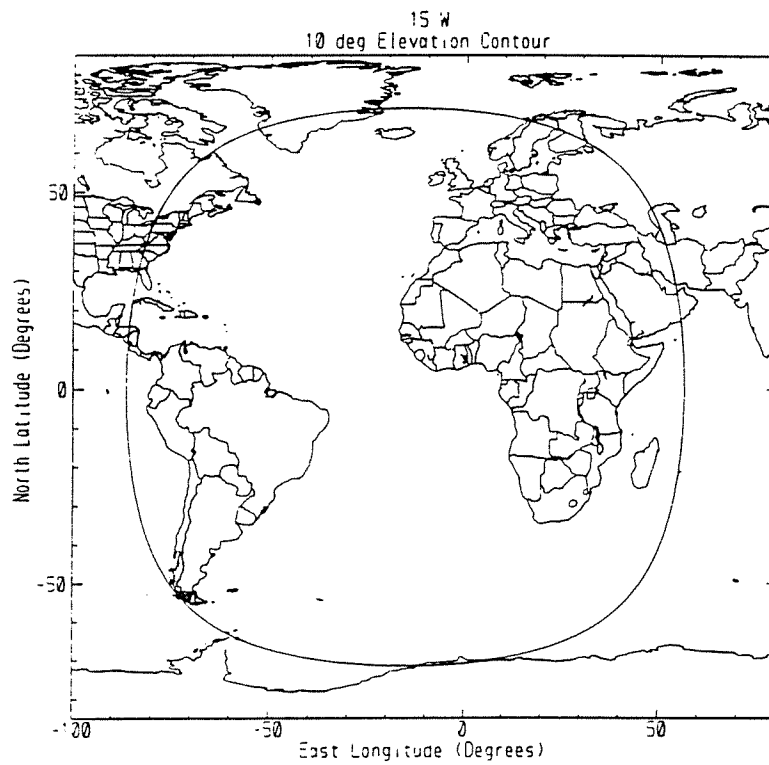 15 W
10 deg Elevation Contour
North Latitude (Degrees)
50
0
-50
-100
-50
0
50
East Longitude (Degrees)